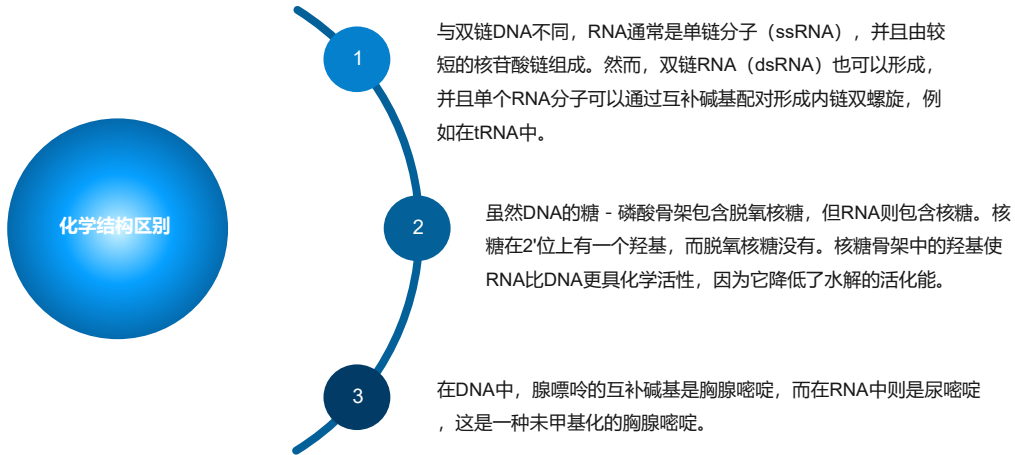 化学结构区别
1
与双链DNA不同，RNA通常是单链分子（ssRNA），并且由较
短的核苷酸链组成。然而，双链RNA（dsRNA）也可以形成，
并且单个RNA分子可以通过互补碱基配对形成内链双螺旋，例
如在tRNA中。
2
虽然DNA的糖 - 磷酸骨架包含脱氧核糖，但RNA则包含核糖。核
糖在2'位上有一个羟基，而脱氧核糖没有。核糖骨架中的羟基使
RNA比DNA更具化学活性，因为它降低了水解的活化能。
3
在DNA中，腺嘌呤的互补碱基是胸腺嘧啶，而在RNA中则是尿嘧啶
，这是一种未甲基化的胸腺嘧啶。